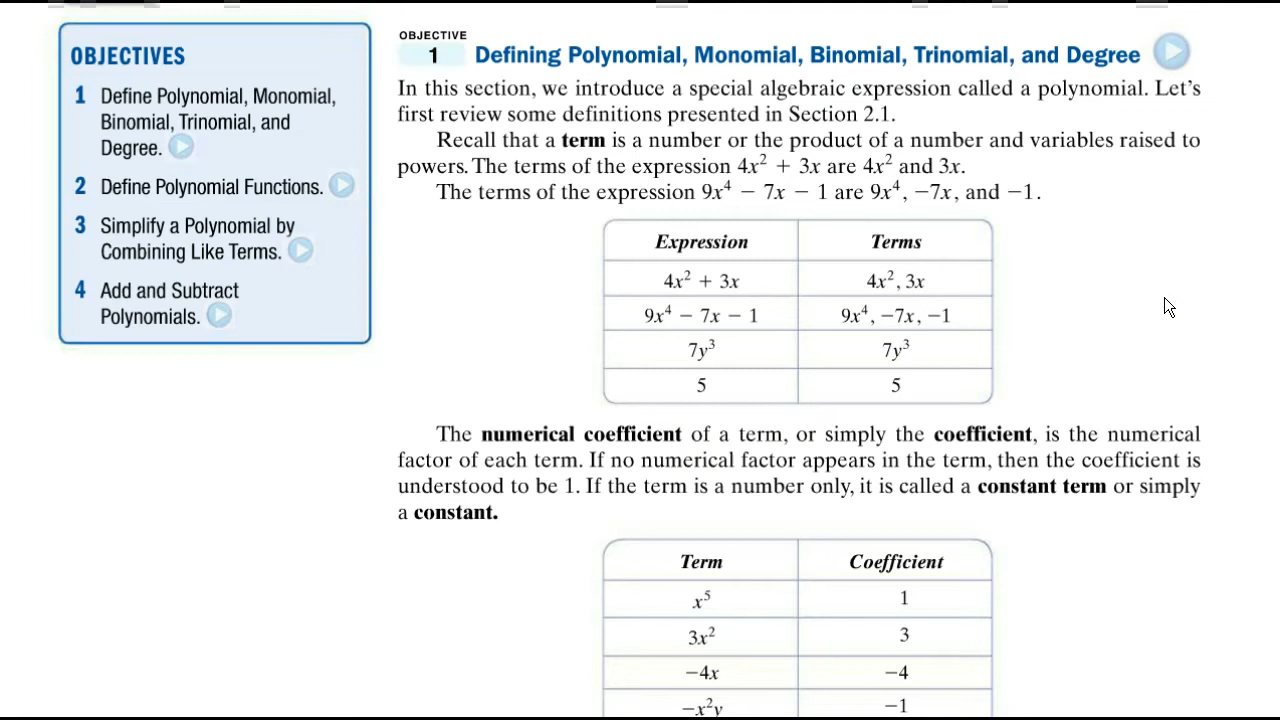 OBJECTIVES
1 Define Polynomial, Monomial,
Binomial, Trinomial, and
Degree.
2 Define Polynomial Functions.
3 Simplify a Polynomial by
Combining Like Terms.
4 Add and Subtract
Polynomials.
OBJECTIVE
1 Defining Polynomial, Monomial, Binomial, Trinomial, and Degree
In this section, we introduce a special algebraic expression called a polynomial. Let's
first review some definitions presented in Section 2.1.
Recall that a term is a number or the product of a number and variables raised to
powers. The terms of the expression 4x² + 3x are 4x² and 3x.
The terms of the expression 9x⁴ − 7x − 1 are 9x⁴, −7x, and −1.
Expression Terms
4x² + 3x 4x², 3x
9x⁴ − 7x − 1 9x⁴, −7x, −1
7y³ 7y³
5 5
The numerical coefficient of a term, or simply the coefficient, is the numerical
factor of each term. If no numerical factor appears in the term, then the coefficient is
understood to be 1. If the term is a number only, it is called a constant term or simply
a constant.
Term Coefficient
x⁵ 1
3x² 3
−4x −4
−x²y −1